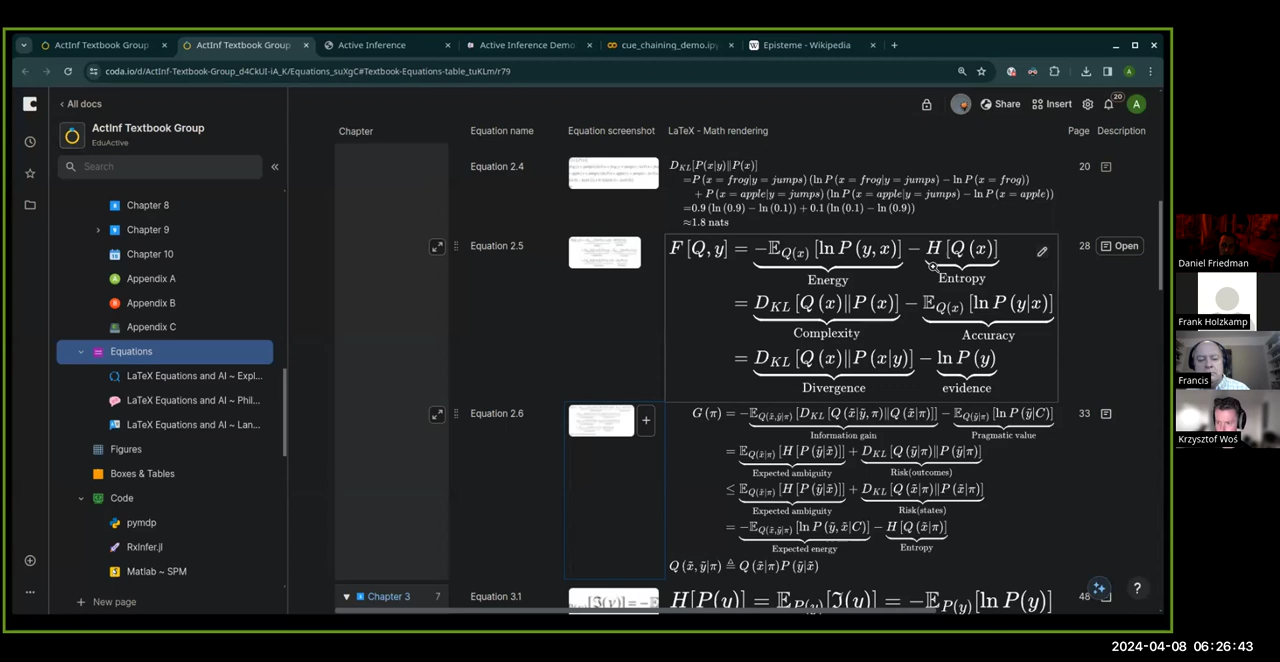 ActInf Textbook Group
ActInf Textbook Group
Active Inference
Active Inference Demo
cue_chaining_demo.ipy
Episteme - Wikipedia
coda.io/d/ActInf-Textbook-Group_d4CkUI-iA_K/Equations_suXgC#Textbook-Equations-table_tuKLm/r79
All docs
Share
Insert
20
A
ActInf Textbook Group
EduActive
Search
Chapter 8
Chapter 9
Chapter 10
Appendix A
Appendix B
Appendix C
Equations
LaTeX Equations and AI ~ Expl...
LaTeX Equations and AI ~ Phil...
LaTeX Equations and AI ~ Lan...
Figures
Boxes & Tables
Code
pymdp
RxInfer.jl
Matlab ~ SPM
New page
Chapter Equation name Equation screenshot LaTeX - Math rendering Page Description
Equation 2.4
D_KL [P(x|y)‖P(x)] 20
=P (x = frog|y = jumps) (ln P (x = frog|y = jumps) − ln P (x = frog))
+ P (x = apple|y = jumps) (ln P (x = apple|y = jumps) − ln P (x = apple))
=0.9 (ln (0.9) − ln (0.1)) + 0.1 (ln (0.1) − ln (0.9))
≈1.8 nats
Equation 2.5
F [Q, y] = −𝔼_Q(x) [ln P (y, x)] − H [Q (x)] 28 Open
Energy Entropy
= D_KL [Q (x)‖P (x)] − 𝔼_Q(x) [ln P (y|x)]
Complexity Accuracy
= D_KL [Q (x)‖P (x|y)] − ln P (y)
Divergence evidence
Equation 2.6
G (π) = −𝔼_Q(x̃,ỹ|π) [D_KL [Q (x̃|ỹ, π)‖Q (x̃|π)]] − 𝔼_Q(ỹ|π) [ln P (ỹ|C)] 33
Information gain Pragmatic value
= 𝔼_Q(x̃|π) [H [P (ỹ|x̃)]] + D_KL [Q (ỹ|π)‖P (ỹ|π)]
Expected ambiguity Risk(outcomes)
≤ 𝔼_Q(x̃|π) [H [P (ỹ|x̃)]] + D_KL [Q (x̃|π)‖P (x̃|π)]
Expected ambiguity Risk(states)
= −𝔼_Q(x̃,ỹ|π) [ln P (ỹ, x̃|C)] − H [Q (x̃|π)]
Expected energy Entropy
Q (x̃, ỹ|π) ≜ Q (x̃|π) P (ỹ|x̃)
Chapter 3 7
Equation 3.1
H[P(y)] = 𝔼_P(y)[ℑ(y)] = −𝔼_P(y)[ln P(y)] 48
Daniel Friedman
Frank Holzkamp
Francis
Krzysztof Woś
2024-04-08 06:26:43